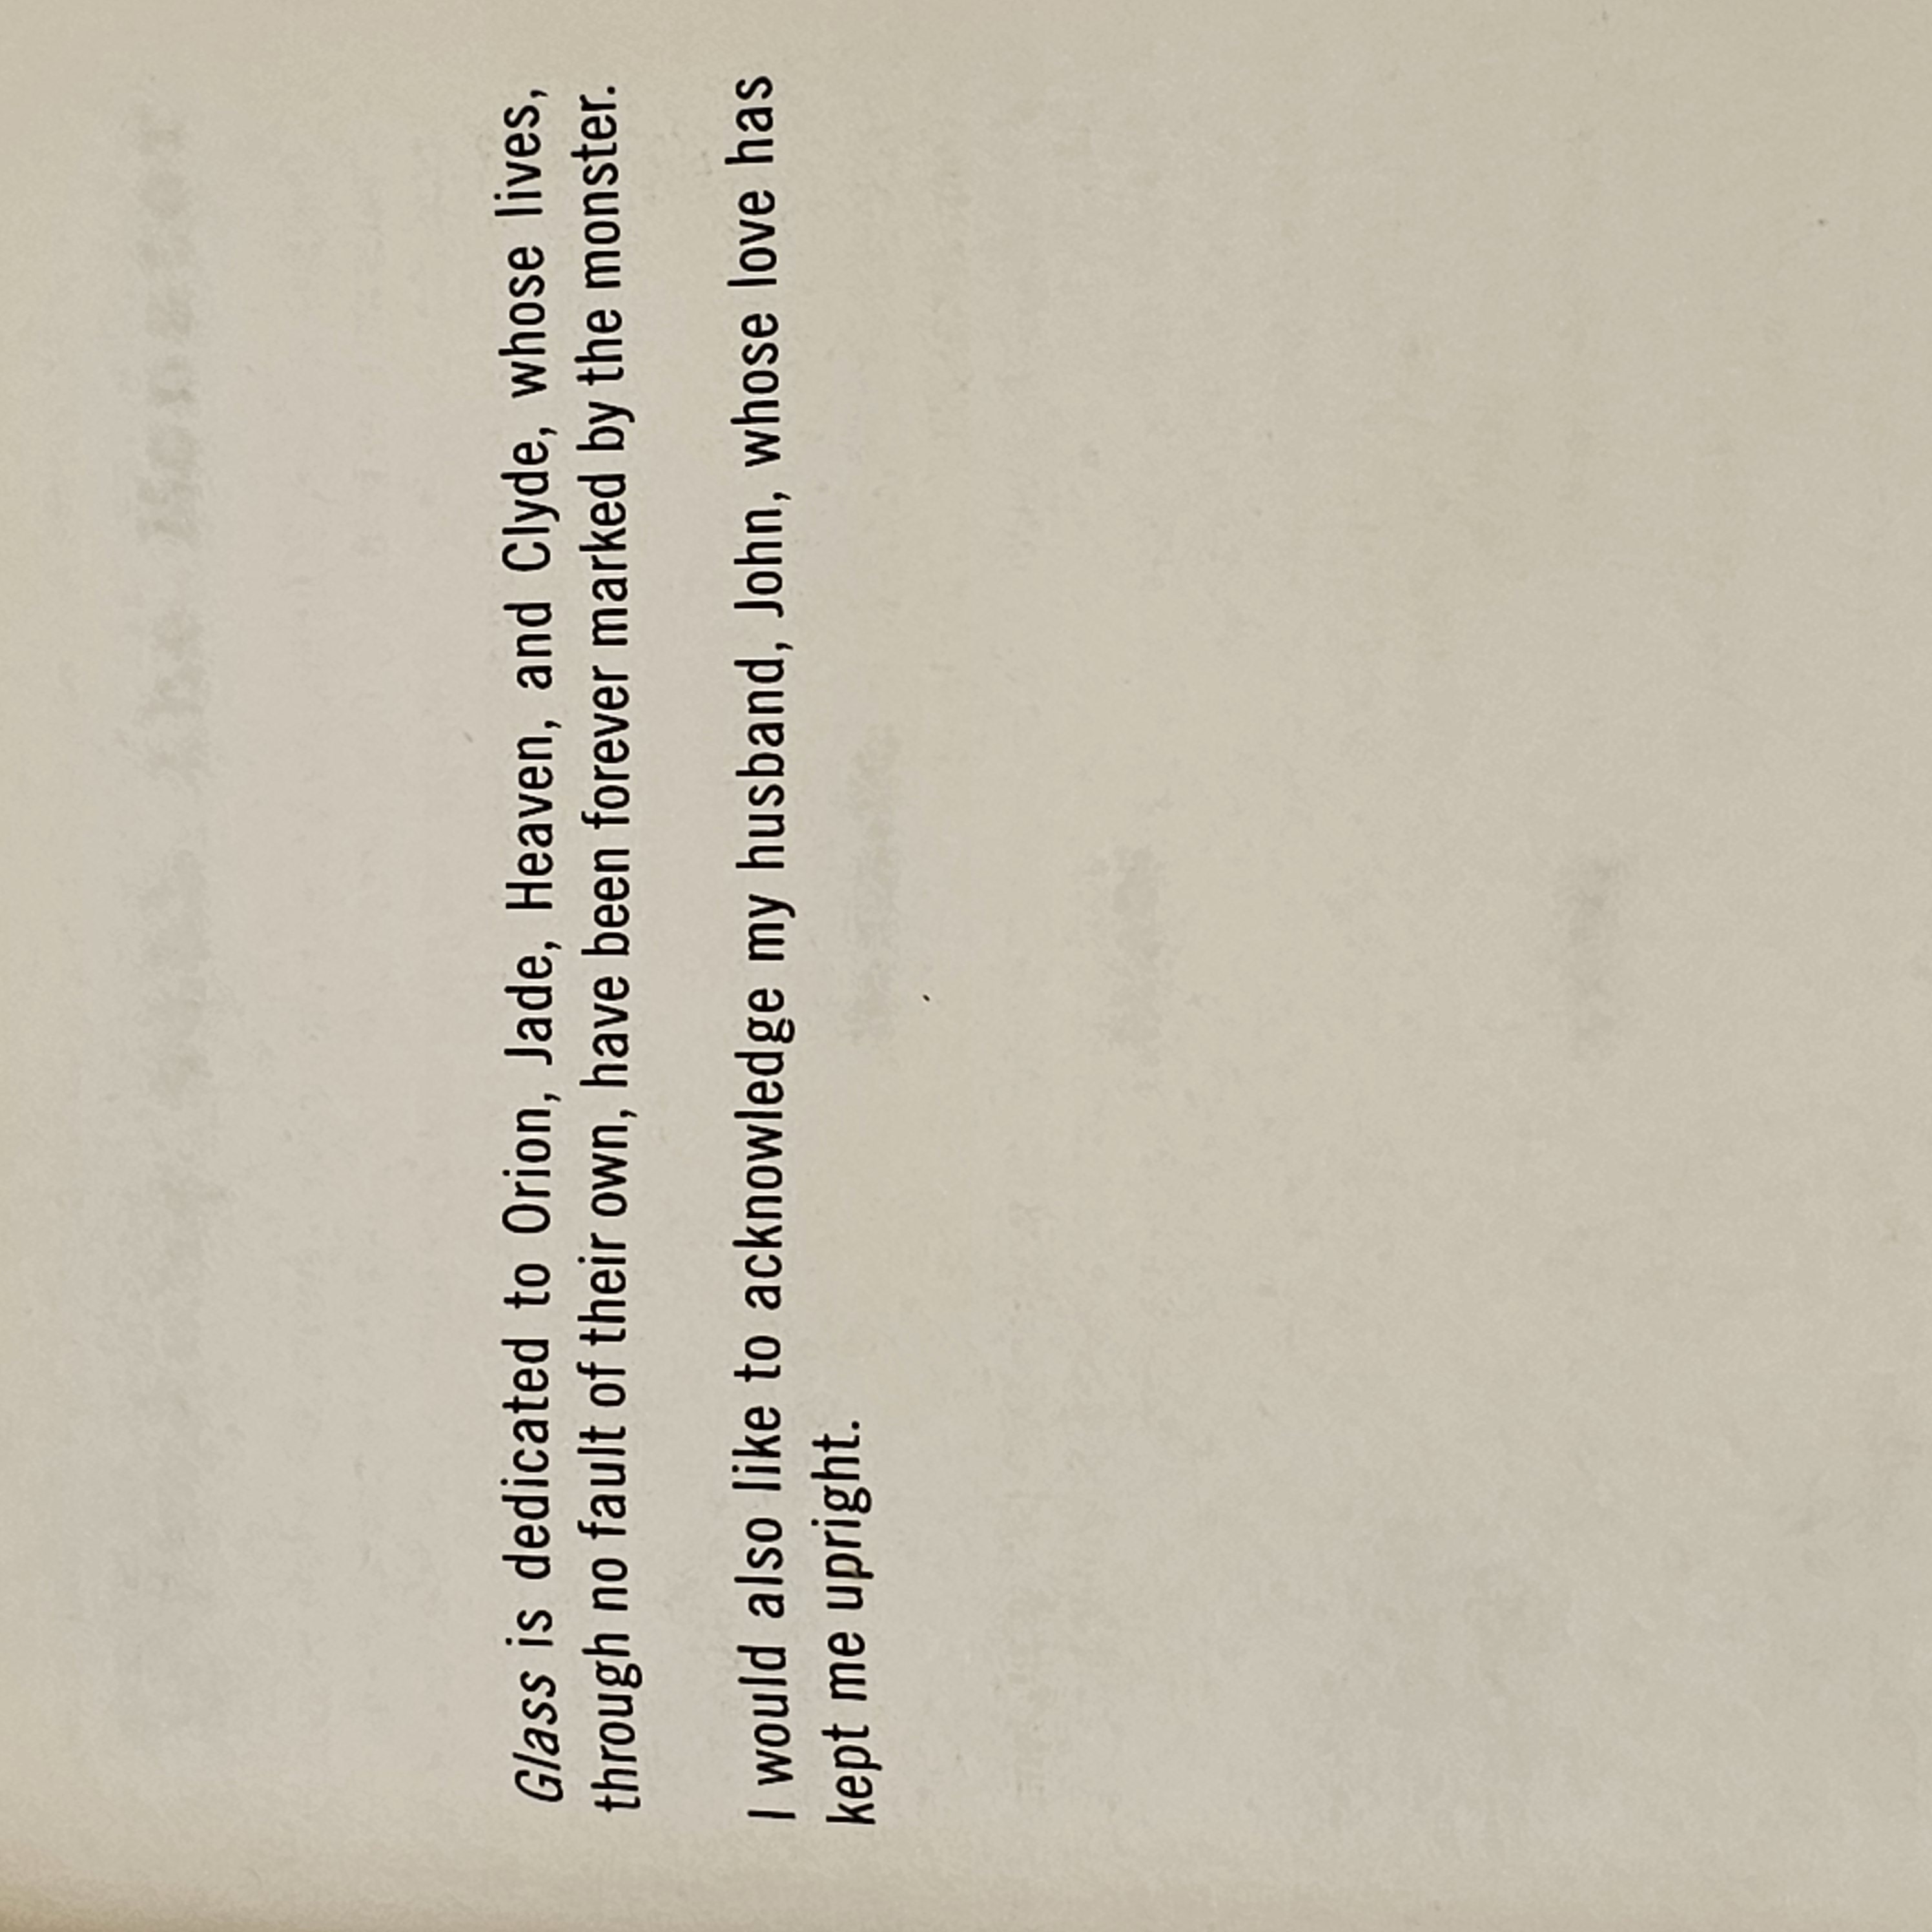 Glass is dedicated to Orion, Jade, Heaven, and Clyde, whose lives,
through no fault of their own, have been forever marked by the monster.
I would also like to acknowledge my husband, John, whose love has
kept me upright.